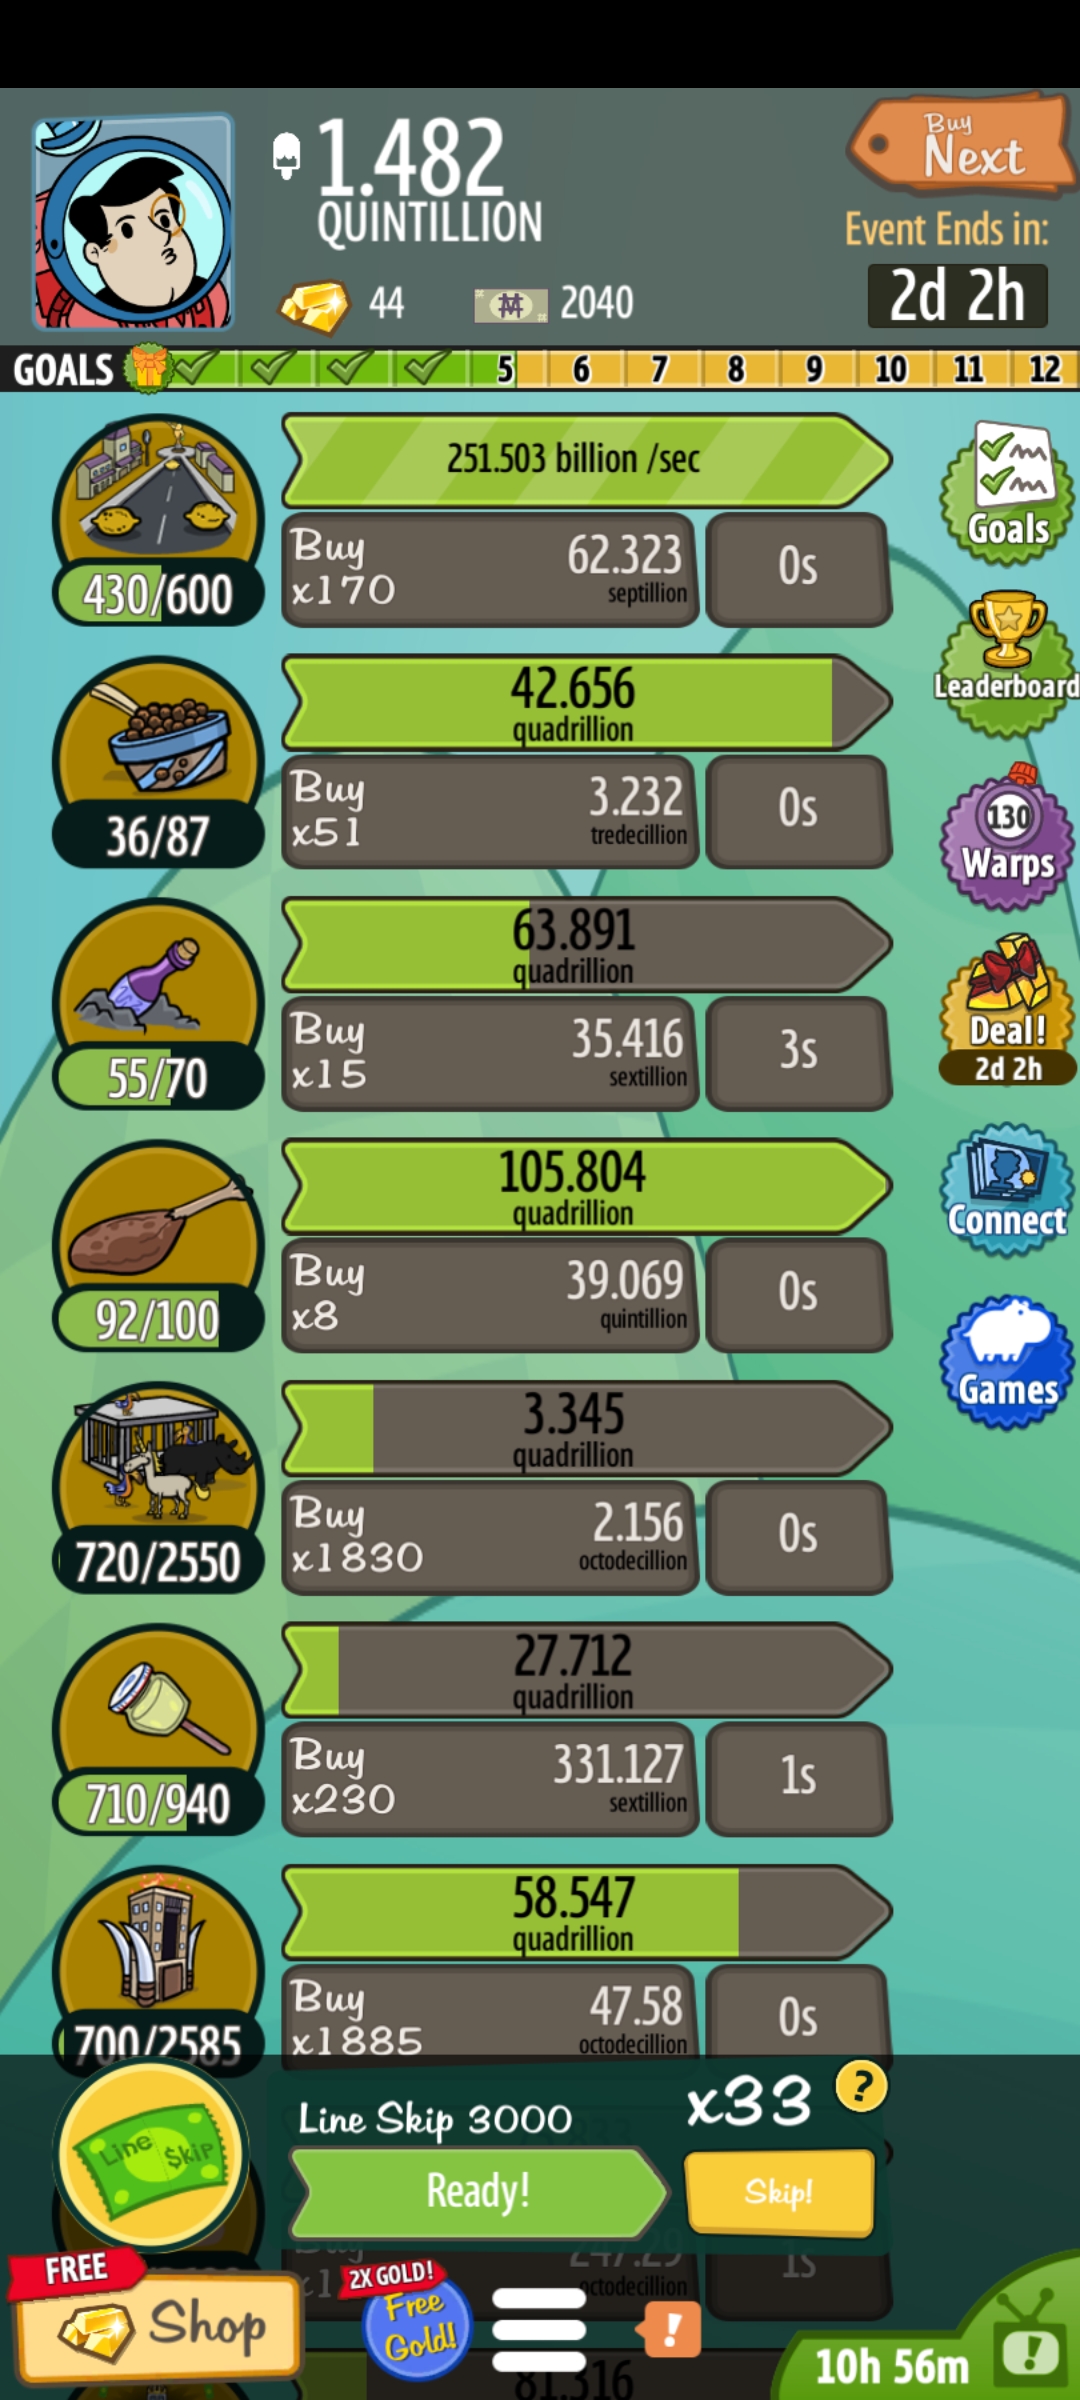 1.482
QUINTILLION
44
2040
Buy
Next
Event Ends in:
2d 2h
GOALS
5 6 7 8 9 10 11 12
251.503 billion /sec
Buy
x170
62.323
septillion
0s
430/600
42.656
quadrillion
Buy
x51
3.232
tredecillion
0s
36/87
63.891
quadrillion
Buy
x15
35.416
sextillion
3s
55/70
105.804
quadrillion
Buy
x8
39.069
quintillion
0s
92/100
3.345
quadrillion
Buy
x1830
2.156
octodecillion
0s
720/2550
27.712
quadrillion
Buy
x230
331.127
sextillion
1s
710/940
58.547
quadrillion
Buy
x1885
47.58
octodecillion
0s
700/2585
Goals
Leaderboard
130
Warps
Deal!
2d 2h
Connect
Games
Line Skip
Line Skip 3000
x33
?
Ready!
Skip!
247.29
octodecillion
1s
FREE
Shop
2X GOLD!
Free
Gold!
!
10h 56m
!
81.316